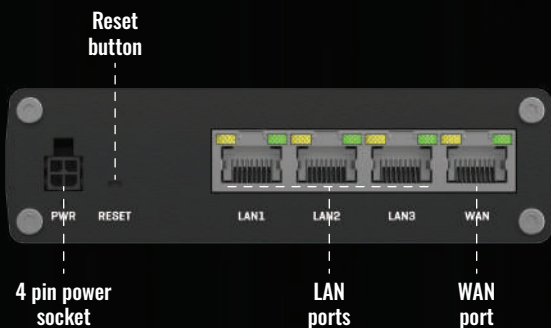 Reset
button
PWR
RESET
LAN1
LAN2
LAN3
WAN
4 pin power
socket
LAN
ports
WAN
port